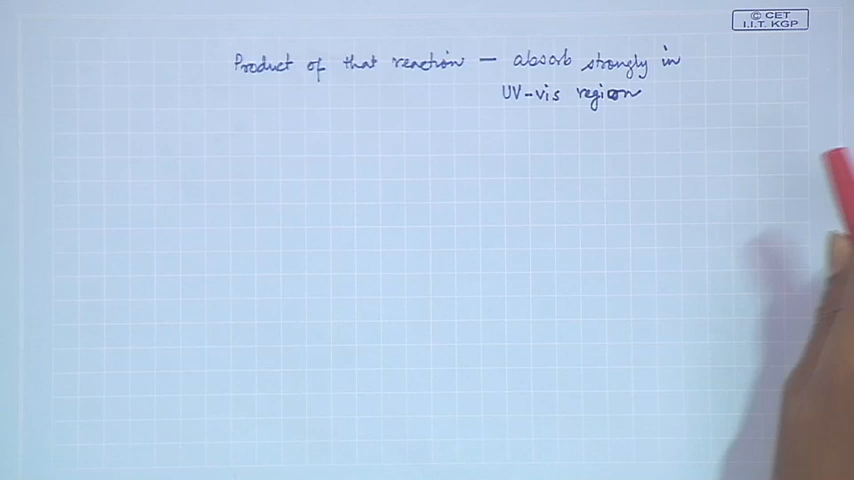 © CET
I.I.T. KGP
Product of that reaction — absorb strongly in
UV-vis region